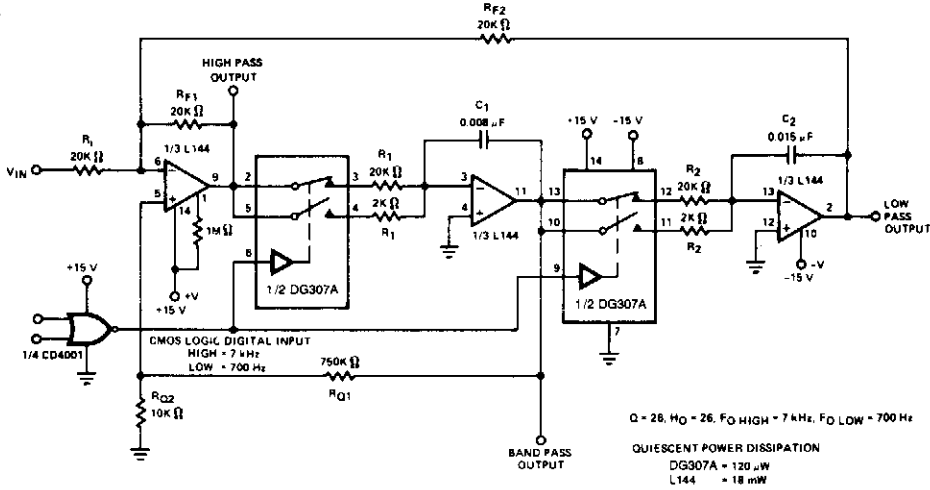 RF2
20K Ω
HIGH PASS
OUTPUT
RF1
20K Ω
C1
0.008 µF
+15 V
-15 V
C2
0.015 µF
R1
20K Ω
VIN
1/3 L144
6
5
9
1
14
1M Ω
+V
+15 V
2
3
5
4
6
1/2 DG307A
R1
20K Ω
2K Ω
R1
3
4
11
1/3 L144
14
8
13
12
10
11
9
1/2 DG307A
7
R2
20K Ω
2K Ω
R2
1/3 L144
13
12
2
10
-V
-15 V
LOW
PASS
OUTPUT
+15 V
1/4 CD4001
CMOS LOGIC DIGITAL INPUT
HIGH = 7 kHz
LOW = 700 Hz
750K Ω
RQ1
RQ2
10K Ω
BAND PASS
OUTPUT
Q = 28, HO = 26, FO HIGH = 7 kHz, FO LOW = 700 Hz
QUIESCENT POWER DISSIPATION
DG307A = 120 µW
L144 = 18 mW